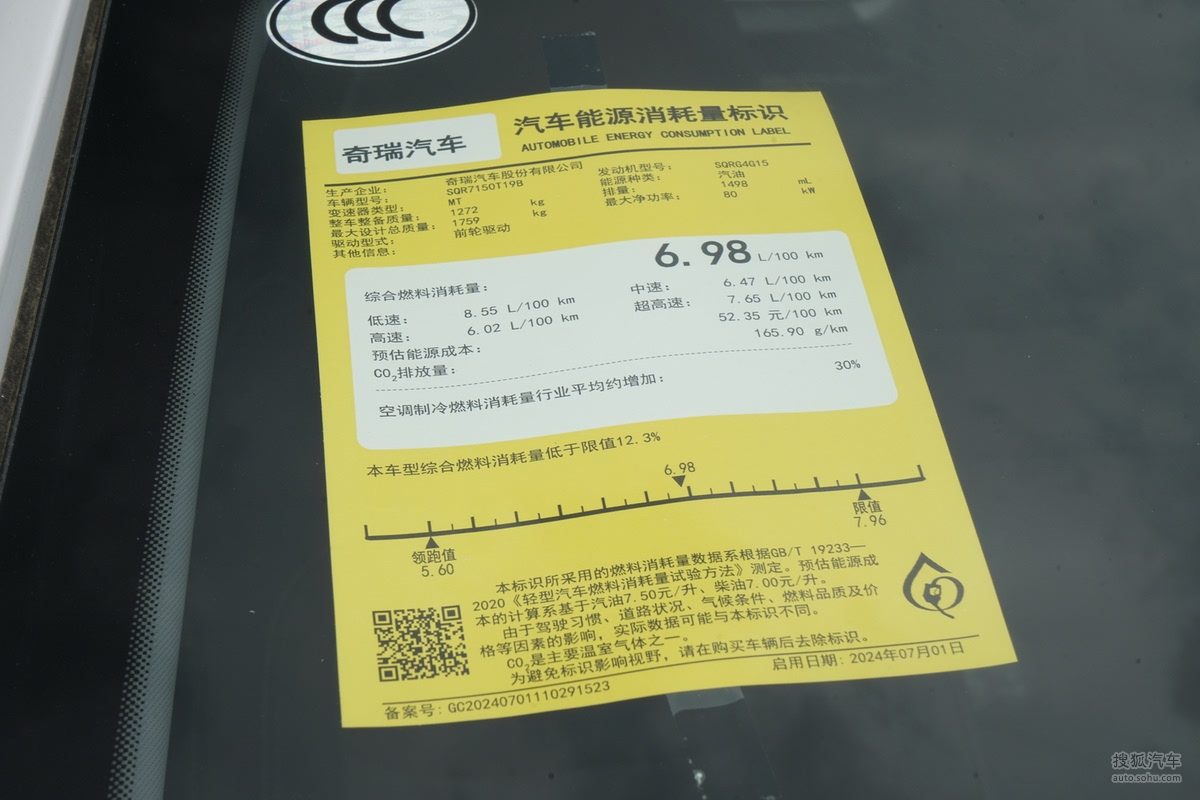 CCC
奇瑞汽车
汽车能源消耗量标识
AUTOMOBILE ENERGY CONSUMPTION LABEL
生产企业: 奇瑞汽车股份有限公司 发动机型号: SQRG4G15
车辆型号: SQR7150T19B 能源种类: 汽油
变速器类型: MT 排量: 1498 mL
整车整备质量: 1272 kg 最大净功率: 80 kW
最大设计总质量: 1759 kg
驱动型式: 前轮驱动
其他信息:
综合燃料消耗量: 6.98 L/100 km
低速: 8.55 L/100 km 中速: 6.47 L/100 km
高速: 6.02 L/100 km 超高速: 7.65 L/100 km
预估能源成本: 52.35 元/100 km
CO₂排放量: 165.90 g/km
空调制冷燃料消耗量行业平均约增加: 30%
本车型综合燃料消耗量低于限值12.3%
6.98
领跑值
5.60
限值
7.96
本标识所采用的燃料消耗量数据系根据GB/T 19233—
2020《轻型汽车燃料消耗量试验方法》测定。预估能源成
本的计算系基于汽油7.50元/升、柴油7.00元/升。
由于驾驶习惯、道路状况、气候条件、燃料品质及价
格等因素的影响，实际数据可能与本标识不同。
CO₂是主要温室气体之一。
为避免标识影响视野，请在购买车辆后去除标识。
备案号: GC20240701110291523 启用日期: 2024年07月01日
搜狐汽车
auto.sohu.com